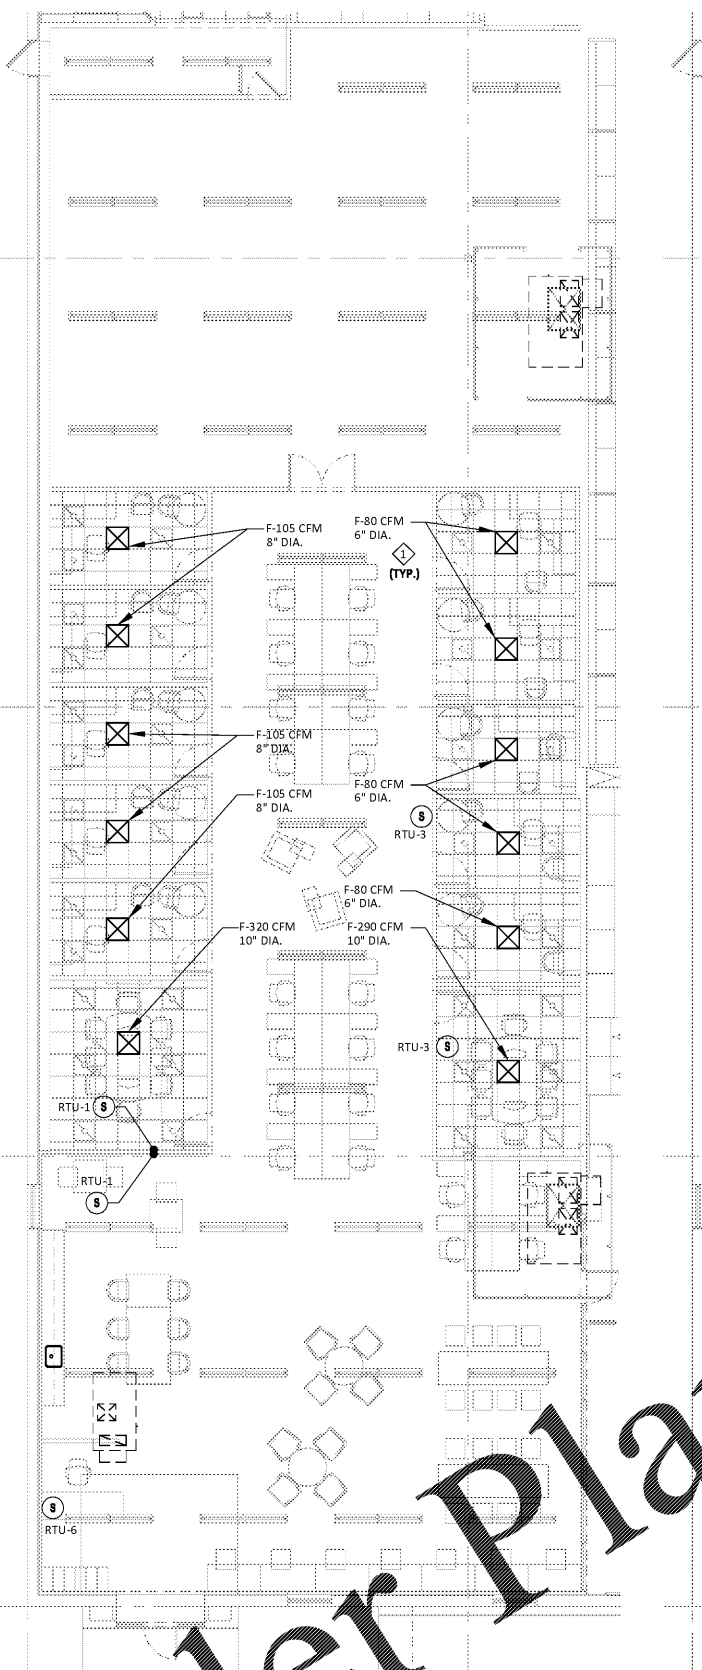 F-105 CFM
8" DIA.
F-80 CFM
6" DIA.
1
(TYP.)
F-105 CFM
8" DIA.
F-105 CFM
8" DIA.
F-80 CFM
6" DIA.
S
RTU-3
F-80 CFM
6" DIA.
F-320 CFM
10" DIA.
F-290 CFM
10" DIA.
RTU-3 S
RTU-1 S
RTU-1
S
S
RTU-6
der Pla